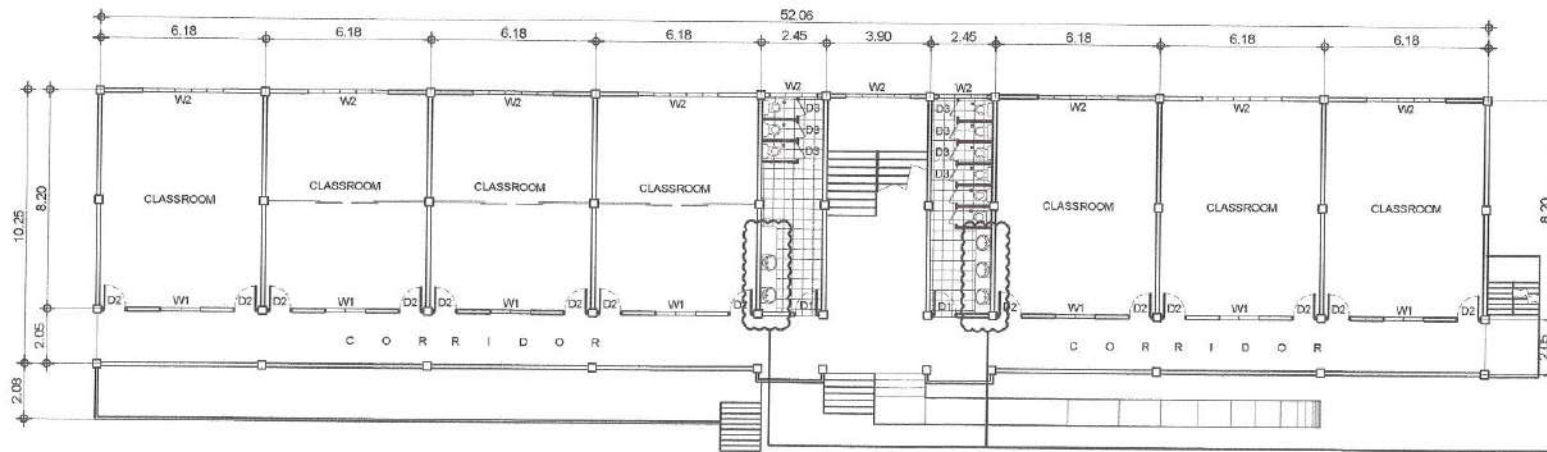 52.06
6.18 6.18 6.18 6.18 2.45 3.90 2.45 6.18 6.18 6.18
W2 W2 W2 W2 W2 W2 W2 W2 W2 W2
D3 D3
D3 D3
D3 D3
D3
10.25 8.20 CLASSROOM CLASSROOM CLASSROOM CLASSROOM CLASSROOM CLASSROOM CLASSROOM 8.20
D2 W1 D2 D2 W1 D2 D2 W1 D2 D2 W1 D1 D1 D2 W1 D2 D2 W1 D2 D2 W1 D2
2.05 CORRIDOR CORRIDOR 2.05
2.08